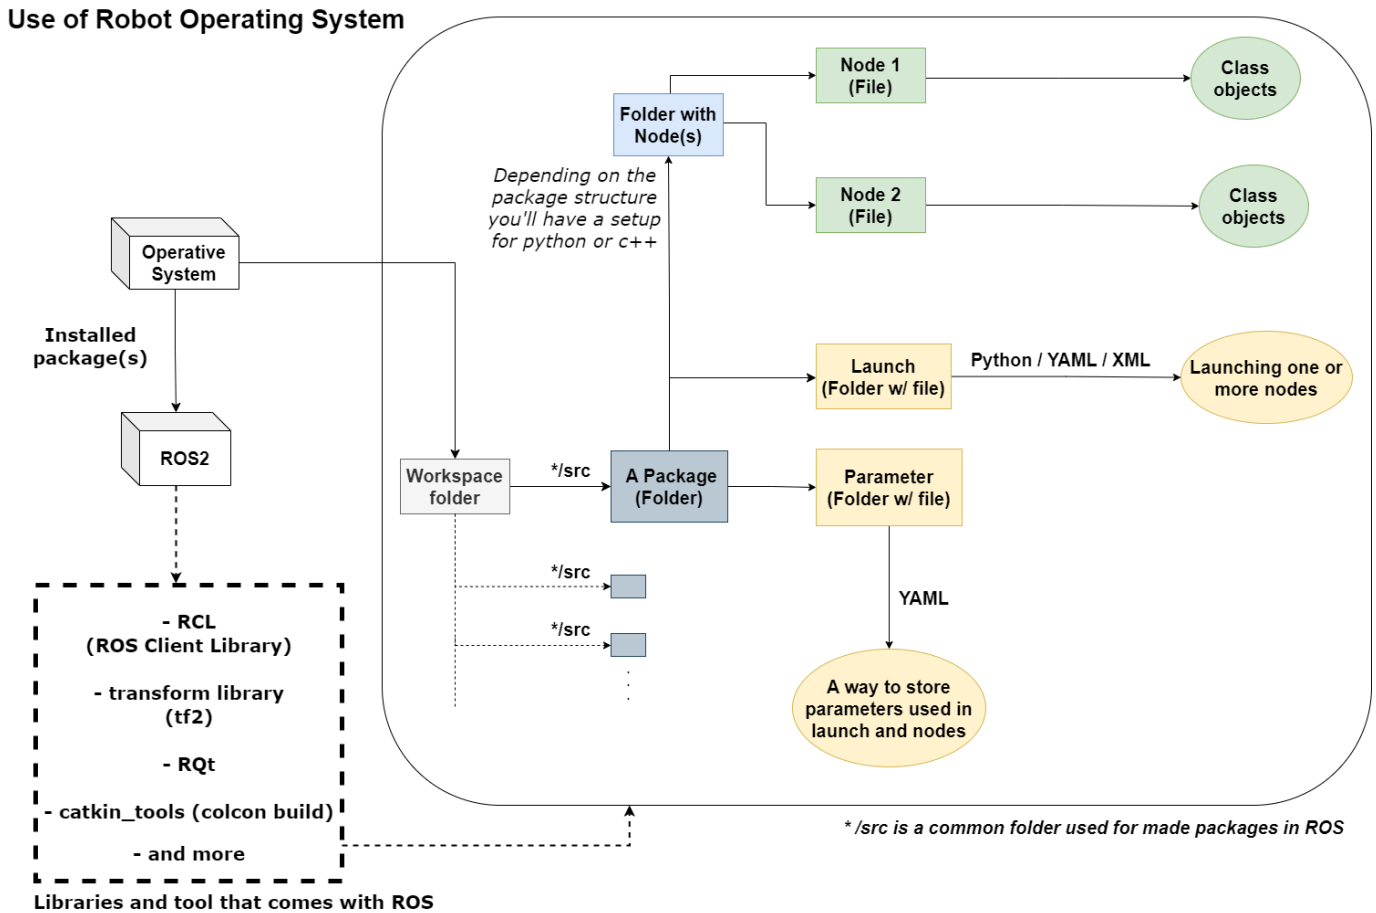 Use of Robot Operating System
Node 1
(File)
Class
objects
Folder with
Node(s)
Depending on the
package structure
you'll have a setup
for python or c++
Node 2
(File)
Class
objects
Operative
System
Installed
package(s)
Launch
(Folder w/ file)
Python / YAML / XML
Launching one or
more nodes
ROS2
Workspace
folder
*/src
A Package
(Folder)
Parameter
(Folder w/ file)
*/src
YAML
*/src
- RCL
(ROS Client Library)
- transform library
(tf2)
- RQt
- catkin_tools (colcon build)
- and more
A way to store
parameters used in
launch and nodes
* /src is a common folder used for made packages in ROS
Libraries and tool that comes with ROS